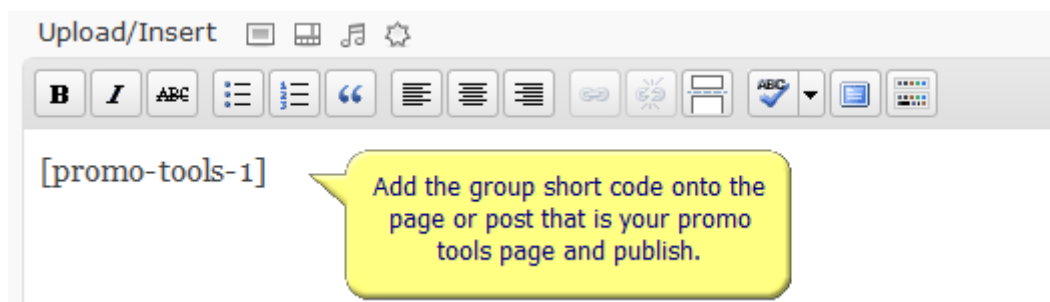 Upload/Insert
B I ABC ABC
[promo-tools-1]
Add the group short code onto the
page or post that is your promo
tools page and publish.